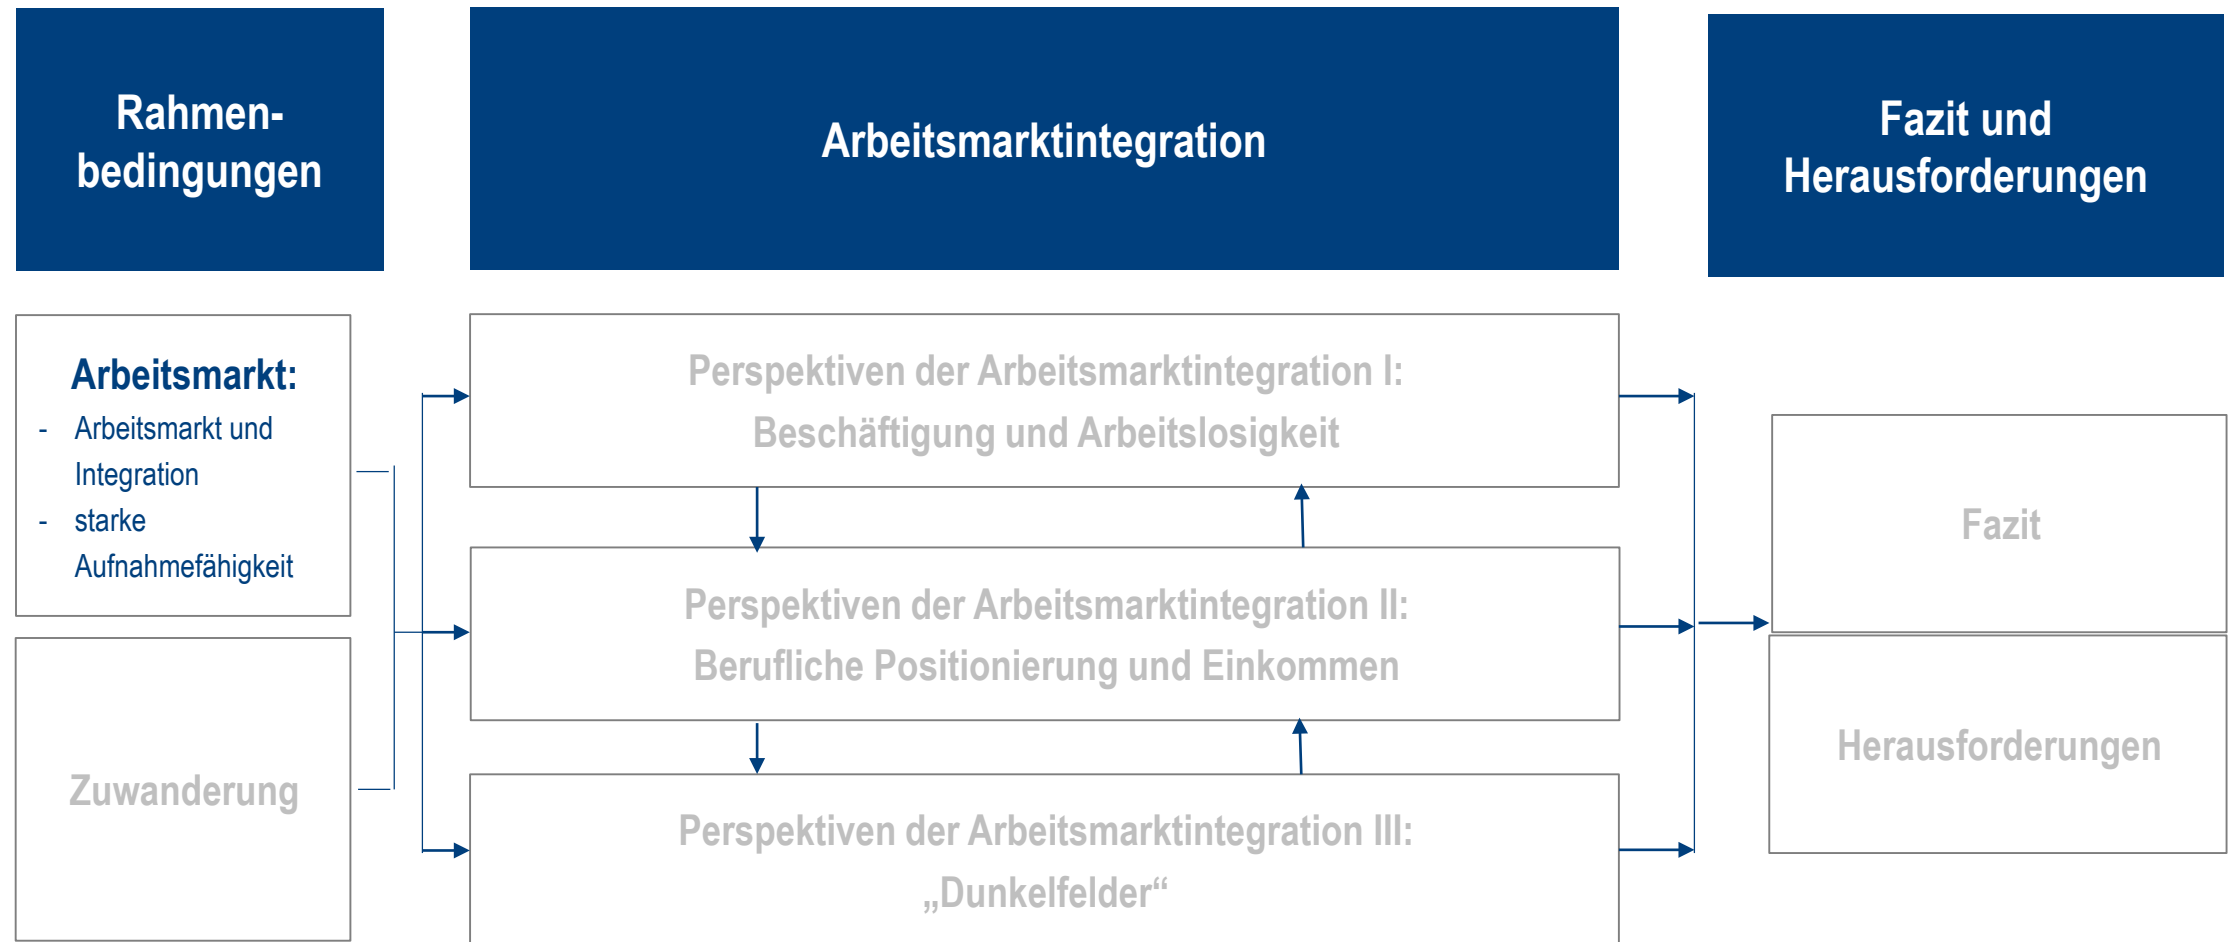 Rahmen-
bedingungen
Arbeitsmarktintegration
Fazit und
Herausforderungen
Arbeitsmarkt:
- Arbeitsmarkt und
Integration
- starke
Aufnahmefähigkeit
Zuwanderung
Perspektiven der Arbeitsmarktintegration I:
Beschäftigung und Arbeitslosigkeit
Perspektiven der Arbeitsmarktintegration II:
Berufliche Positionierung und Einkommen
Perspektiven der Arbeitsmarktintegration III:
„Dunkelfelder“
Fazit
Herausforderungen